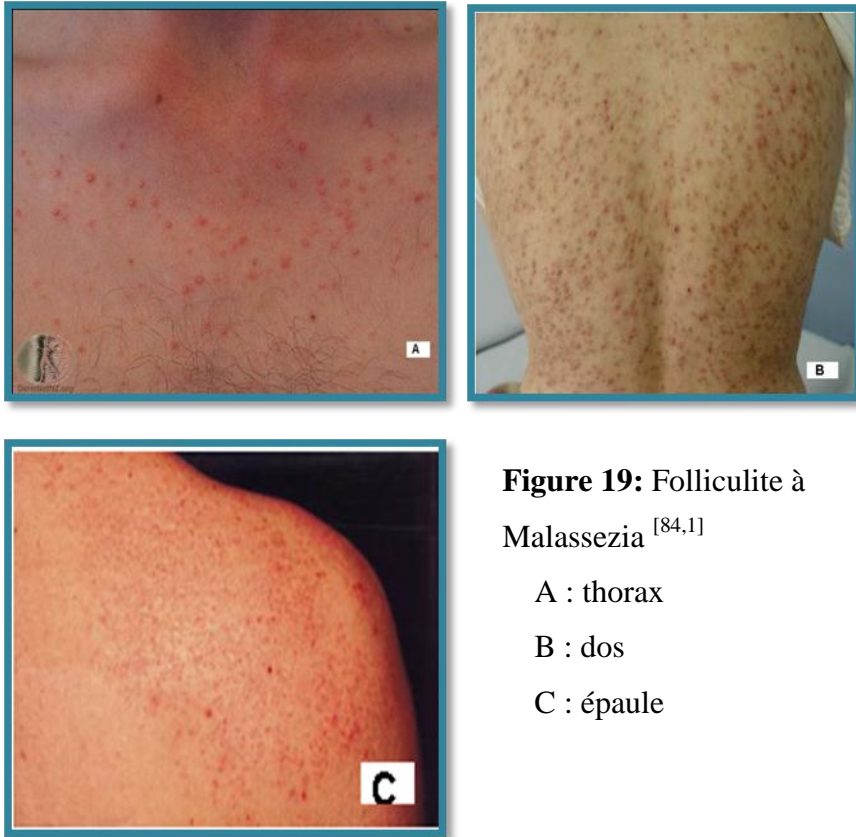 A
B
C
Figure 19: Folliculite à
Malassezia [84,1]
A : thorax
B : dos
C : épaule